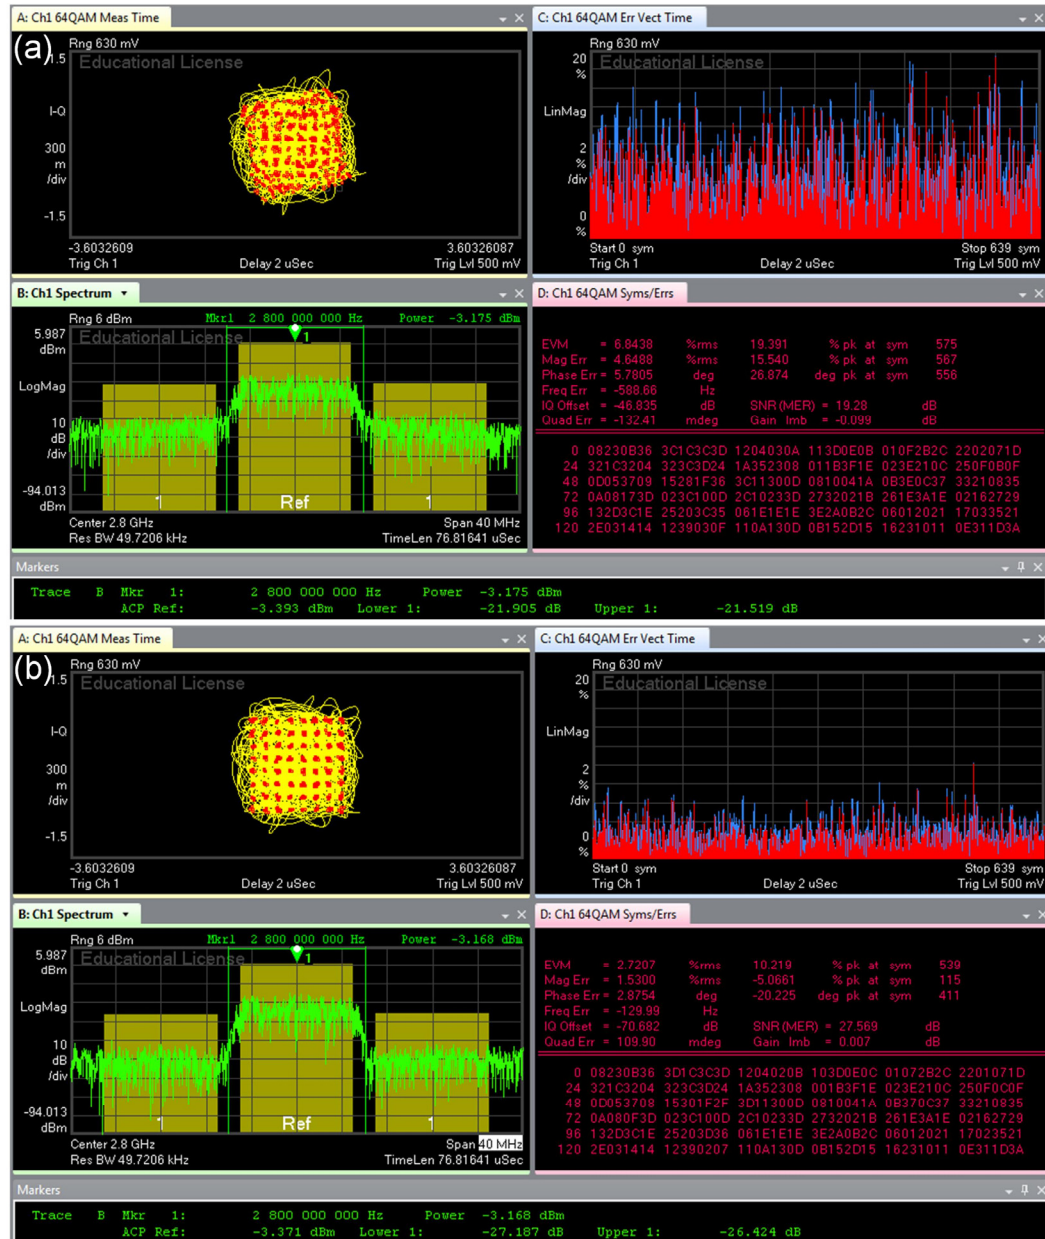 A: Ch1 64QAM Meas Time
(a)
Rng 630 mV
1.5
Educational License
I-Q
300
m
/div
-1.5
-3.6032609
3.60326087
Trig Ch 1
Delay 2 uSec
Trig Lvl 500 mV
C: Ch1 64QAM Err Vect Time
Rng 630 mV
20
%
Educational License
LinMag
2
%
/div
0
%
Start 0 sym
Stop 639 sym
Trig Ch 1
Delay 2 uSec
Trig Lvl 500 mV
B: Ch1 Spectrum
Rng 6 dBm
Mkr1 2 800 000 000 Hz Power -3.175 dBm
5.987
dBm
Educational License
1
LogMag
10
dB
/div
-94.013
dBm
1 Ref 1
Center 2.8 GHz
Span 40 MHz
Res BW 49.7206 kHz
TimeLen 76.81641 uSec
D: Ch1 64QAM Syms/Errs
EVM = 6.8438 %rms 19.391 % pk at sym 575
Mag Err = 4.6488 %rms 15.540 % pk at sym 567
Phase Err = 5.7805 deg 26.874 deg pk at sym 556
Freq Err = -588.66 Hz
IQ Offset = -46.835 dB SNR(MER) = 19.28 dB
Quad Err = -132.41 mdeg Gain Imb = -0.099 dB
0 08230B36 3C1C3C3D 1204030A 113D0E0B 010F2B2C 2202071D
24 321C3204 323C3D24 1A352308 011B3F1E 023E210C 250F0B0F
48 0D053709 15281F36 3C11300D 0810041A 0B3E0C37 33210835
72 0A08173D 023C100D 2C10233D 2732021B 261E3A1E 02162729
96 132D3C1E 25203C35 061E1E1E 3E2A0B2C 06012021 17033521
120 2E031414 1239030F 110A130D 0B152D15 16231011 0E311D3A
Markers
Trace B Mkr 1: 2 800 000 000 Hz Power -3.175 dBm
ACP Ref: -3.393 dBm Lower 1: -21.905 dB Upper 1: -21.519 dB
A: Ch1 64QAM Meas Time
(b)
Rng 630 mV
1.5
Educational License
I-Q
300
m
/div
-1.5
-3.6032609
3.60326087
Trig Ch 1
Delay 2 uSec
Trig Lvl 500 mV
C: Ch1 64QAM Err Vect Time
Rng 630 mV
20
%
Educational License
LinMag
2
%
/div
0
%
Start 0 sym
Stop 639 sym
Trig Ch 1
Delay 2 uSec
Trig Lvl 500 mV
B: Ch1 Spectrum
Rng 6 dBm
Mkr1 2 800 000 000 Hz Power -3.168 dBm
5.987
dBm
Educational License
1
LogMag
10
dB
/div
-94.013
dBm
1 Ref 1
Center 2.8 GHz
Span 40 MHz
Res BW 49.7206 kHz
TimeLen 76.81641 uSec
D: Ch1 64QAM Syms/Errs
EVM = 2.7207 %rms 10.219 % pk at sym 539
Mag Err = 1.5300 %rms -5.0661 % pk at sym 115
Phase Err = 2.8754 deg -20.225 deg pk at sym 411
Freq Err = -129.99 Hz
IQ Offset = -70.682 dB SNR(MER) = 27.569 dB
Quad Err = 109.90 mdeg Gain Imb = 0.007 dB
0 08230B36 3D1C3C3D 1204020B 103D0E0C 01072B2C 2201071D
24 321C3204 323C3D24 1A352308 001B3F1E 023E210C 250F0C0F
48 0D053708 15301F2F 3D11300D 0810041A 0B370C37 33210835
72 0A080F3D 023C100D 2C10233D 2732021B 261E3A1E 02162729
96 132D3C1E 25203D36 061E1E1E 3E2A0B2C 06012021 17023521
120 2E031414 12390207 110A130D 0B152D15 16231011 0E311D3A
Markers
Trace B Mkr 1: 2 800 000 000 Hz Power -3.168 dBm
ACP Ref: -3.371 dBm Lower 1: -27.187 dB Upper 1: -26.424 dB